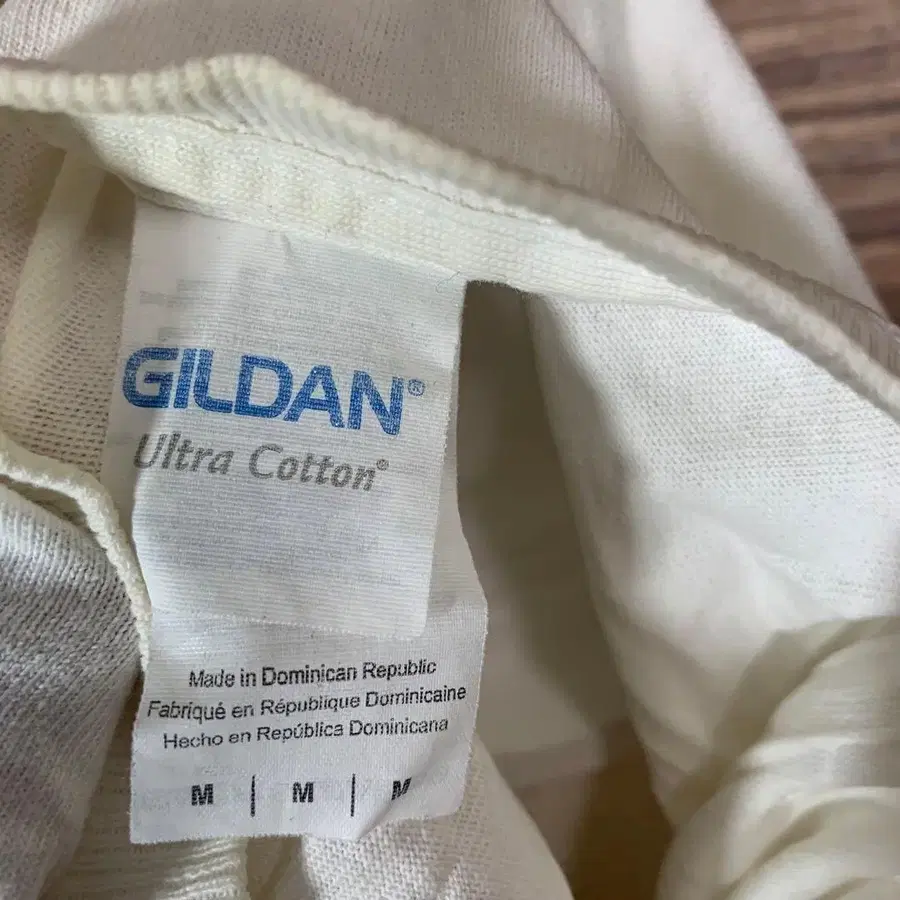 GILDAN®
Ultra Cotton®
Made in Dominican Republic
Fabriqué en République Dominicaine
Hecho en República Dominicana
M | M | M